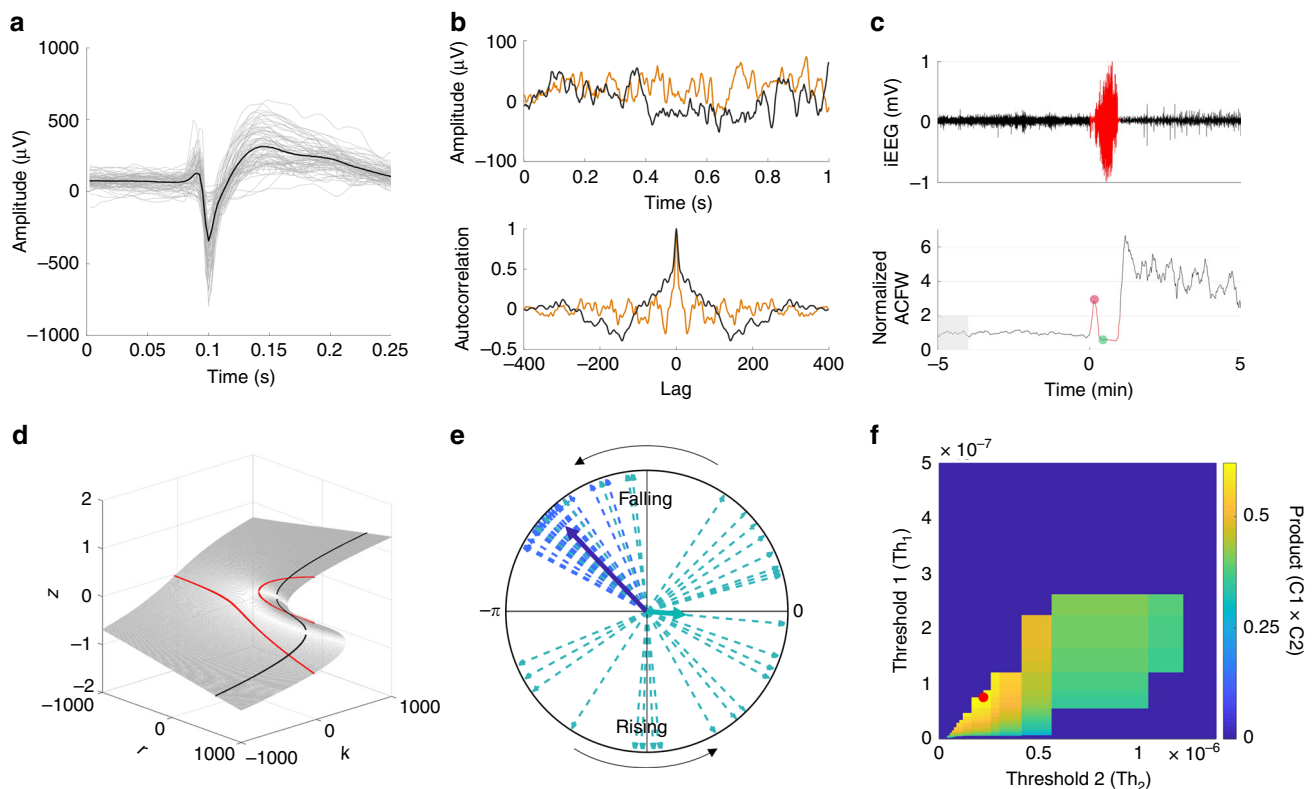 a
1000
500
0
−500
−1000
Amplitude (μV)
0 0.05 0.1 0.15 0.2 0.25
Time (s)
b
100
0
−100
Amplitude (μV)
0 0.2 0.4 0.6 0.8 1
Time (s)
1
0.5
0
−0.5
Autocorrelation
−400 −200 0 200 400
Lag
c
1
0
−1
iEEG (mV)
6
4
2
0
Normalized
ACFW
−5 0 5
Time (min)
d
2
1
0
−1
−2
z
−1000
0
1000
r
−1000
0
1000
k
e
Falling
−π
0
Rising
f
× 10⁻⁷
5
4
3
2
1
0
Threshold 1 (Th₁)
0 0.5 1 × 10⁻⁶
Threshold 2 (Th₂)
0.5
0.25
0
Product (C1 × C2)